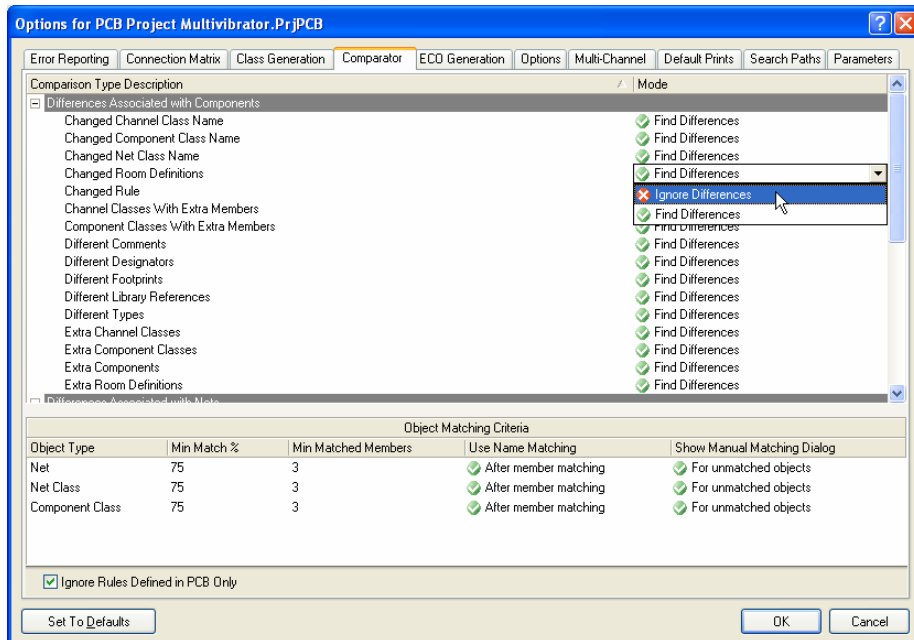 Options for PCB Project Multivibrator.PrjPCB
Error Reporting Connection Matrix Class Generation Comparator ECO Generation Options Multi-Channel Default Prints Search Paths Parameters
Comparison Type Description Mode
Differences Associated with Components
Changed Channel Class Name Find Differences
Changed Component Class Name Find Differences
Changed Net Class Name Find Differences
Changed Room Definitions Find Differences
Changed Rule Ignore Differences
Channel Classes With Extra Members Find Differences
Component Classes With Extra Members Find Differences
Different Comments Find Differences
Different Designators Find Differences
Different Footprints Find Differences
Different Library References Find Differences
Different Types Find Differences
Extra Channel Classes Find Differences
Extra Component Classes Find Differences
Extra Components Find Differences
Extra Room Definitions Find Differences
Differences Associated with Nets
Object Matching Criteria
Object Type Min Match % Min Matched Members Use Name Matching Show Manual Matching Dialog
Net 75 3 After member matching For unmatched objects
Net Class 75 3 After member matching For unmatched objects
Component Class 75 3 After member matching For unmatched objects
Ignore Rules Defined in PCB Only
Set To Defaults OK Cancel